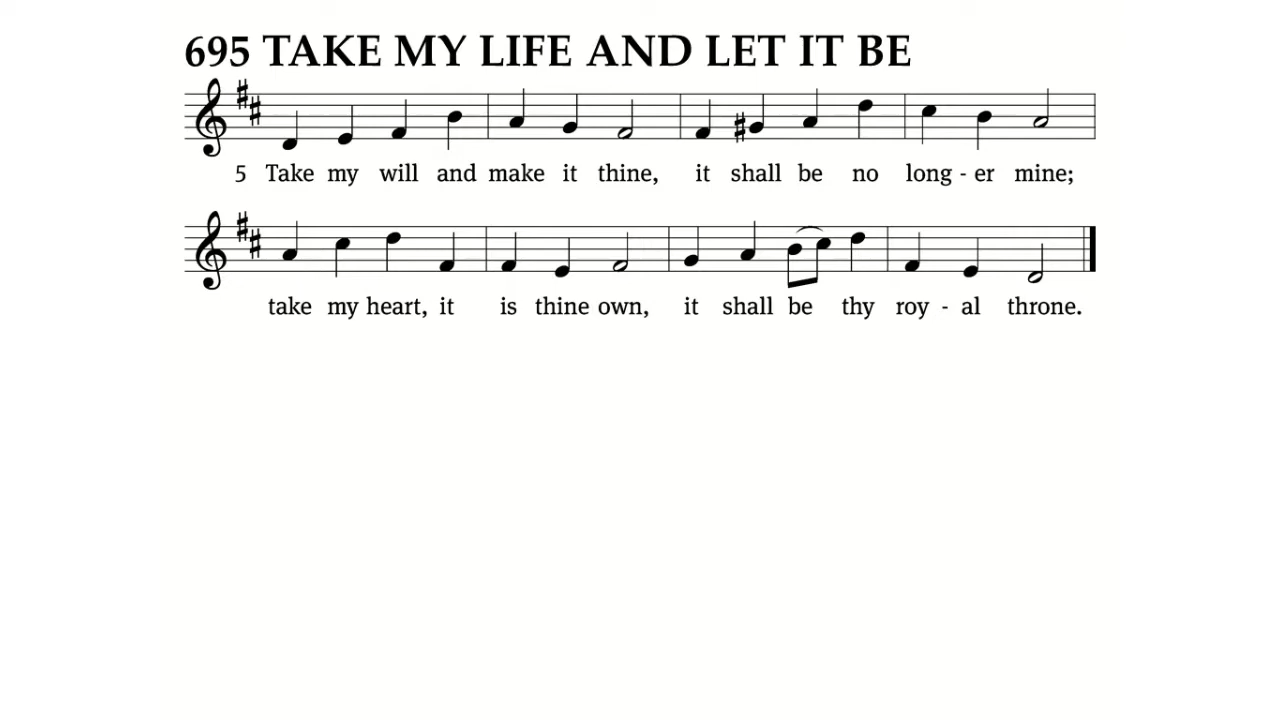 695 TAKE MY LIFE AND LET IT BE
5 Take my will and make it thine, it shall be no long - er mine;
take my heart, it is thine own, it shall be thy roy - al throne.